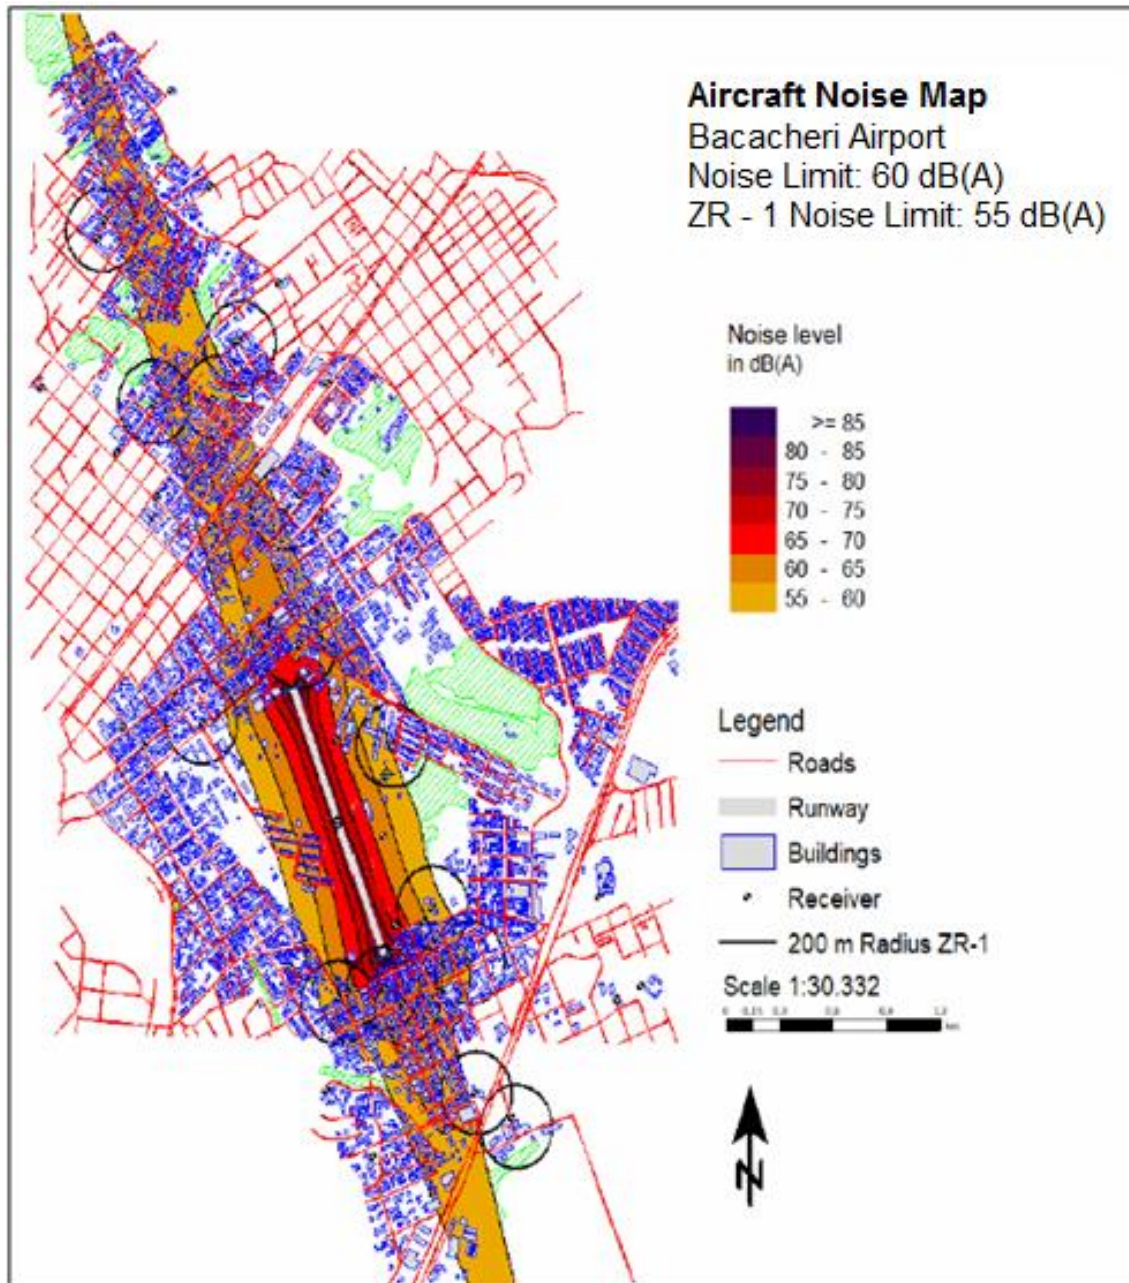 Aircraft Noise Map
Bacacheri Airport
Noise Limit: 60 dB(A)
ZR - 1 Noise Limit: 55 dB(A)
Noise level
in dB(A)
>= 85
80 - 85
75 - 80
70 - 75
65 - 70
60 - 65
55 - 60
Legend
Roads
Runway
Buildings
Receiver
200 m Radius ZR-1
Scale 1:30.332
0
N